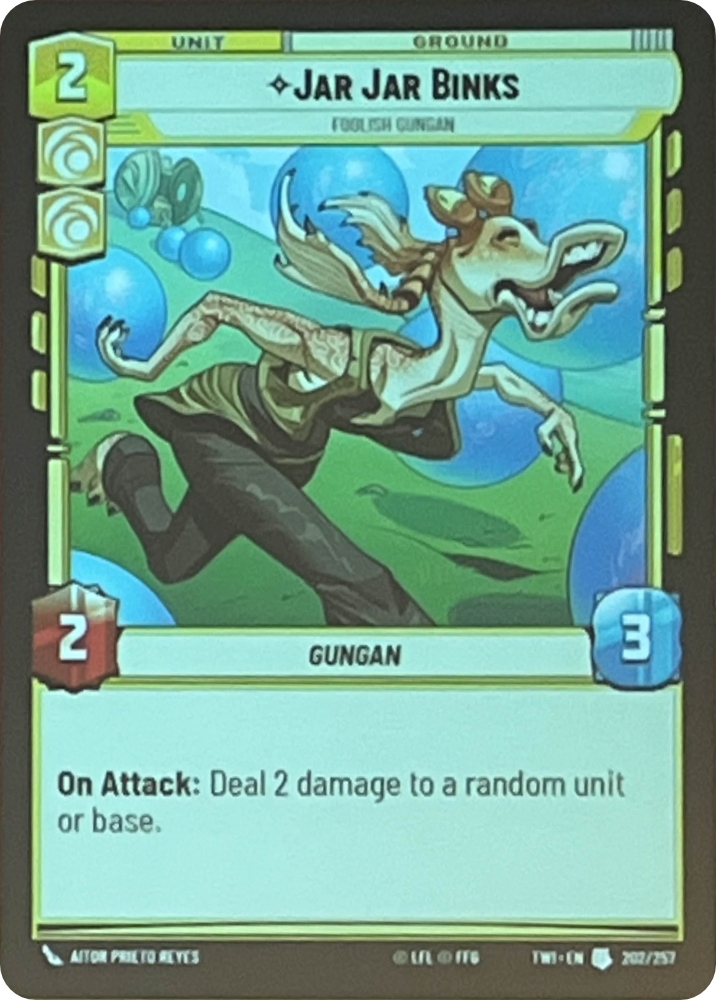 UNIT
GROUND
2
JAR JAR BINKS
FOOLISH GUNGAN
2
GUNGAN
3
On Attack: Deal 2 damage to a random unit
or base.
AITOR PRIETO REYES
© LFL © FFG
TWI • EN
202/257